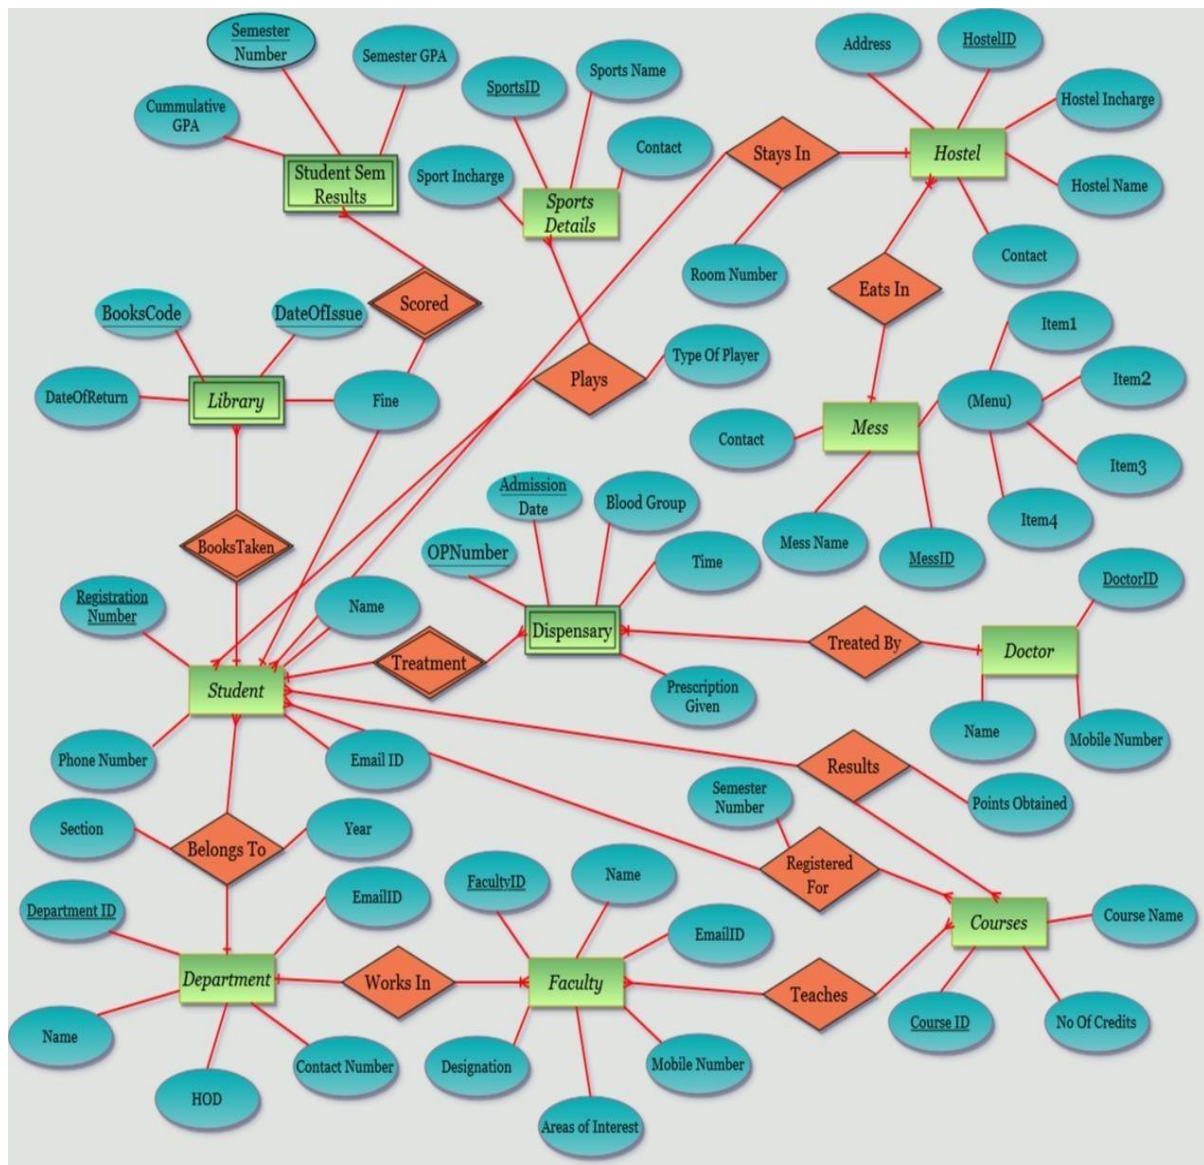 Semester
Number
Semester GPA
Cummulative
GPA
Student Sem
Results
SportsID
Sports Name
Contact
Sport Incharge
Sports
Details
Stays In
Room Number
Address
HostelID
Hostel Incharge
Hostel
Hostel Name
Contact
Eats In
Scored
BooksCode
DateOfIssue
DateOfReturn
Library
Fine
Plays
Type Of Player
Item1
Item2
(Menu)
Item3
Item4
Mess
Contact
Mess Name
MessID
BooksTaken
Admission
Date
Blood Group
OPNumber
Time
Dispensary
Prescription
Given
Treated By
DoctorID
Doctor
Name
Mobile Number
Registration
Number
Name
Treatment
Student
Phone Number
Email ID
Results
Points Obtained
Semester
Number
Registered
For
Section
Belongs To
Year
Department ID
EmailID
Department
Name
HOD
Contact Number
Works In
FacultyID
Name
EmailID
Faculty
Designation
Areas of Interest
Mobile Number
Teaches
Courses
Course Name
Course ID
No Of Credits